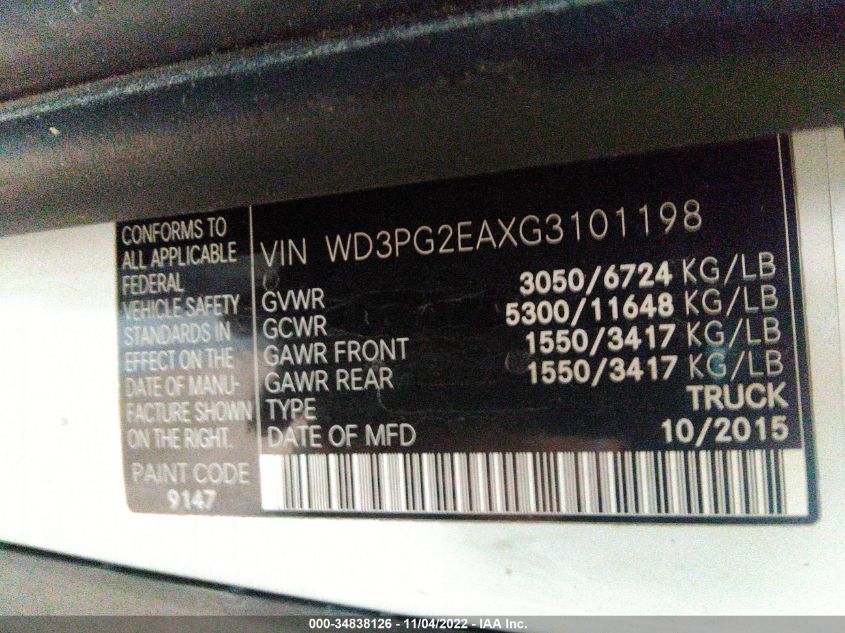 CONFORMS TO
ALL APPLICABLE
FEDERAL
VEHICLE SAFETY
STANDARDS IN
EFFECT ON THE
DATE OF MANU-
FACTURE SHOWN
ON THE RIGHT.
PAINT CODE
9147
VIN WD3PG2EAXG3101198
GVWR 3050/6724 KG/LB
GCWR 5300/11648 KG/LB
GAWR FRONT 1550/3417 KG/LB
GAWR REAR 1550/3417 KG/LB
TYPE TRUCK
DATE OF MFD 10/2015
000-34838126 - 11/04/2022 - IAA Inc.